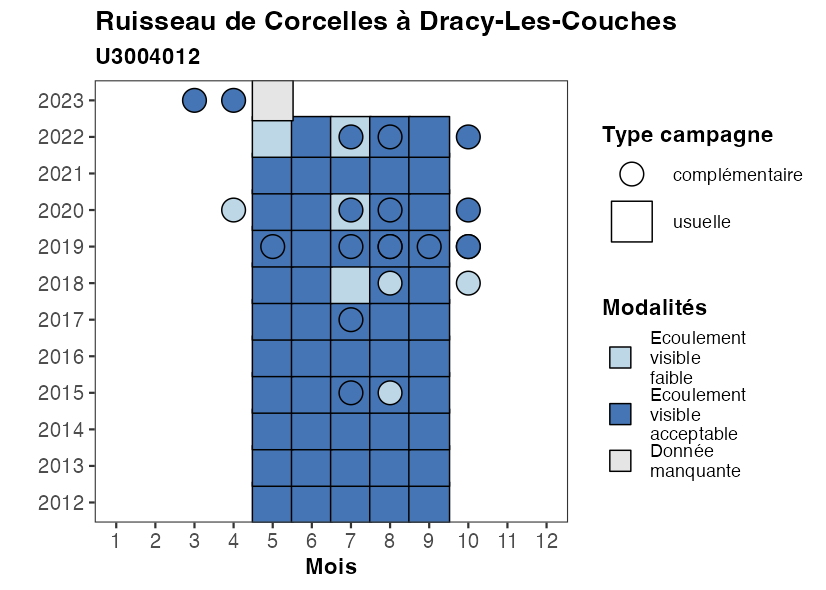 Ruisseau de Corcelles à Dracy-Les-Couches
U3004012
2023
2022
2021
2020
2019
2018
2017
2016
2015
2014
2013
2012
1 2 3 4 5 6 7 8 9 10 11 12
Mois
Type campagne
complémentaire
usuelle
Modalités
Ecoulement
visible
faible
Ecoulement
visible
acceptable
Donnée
manquante